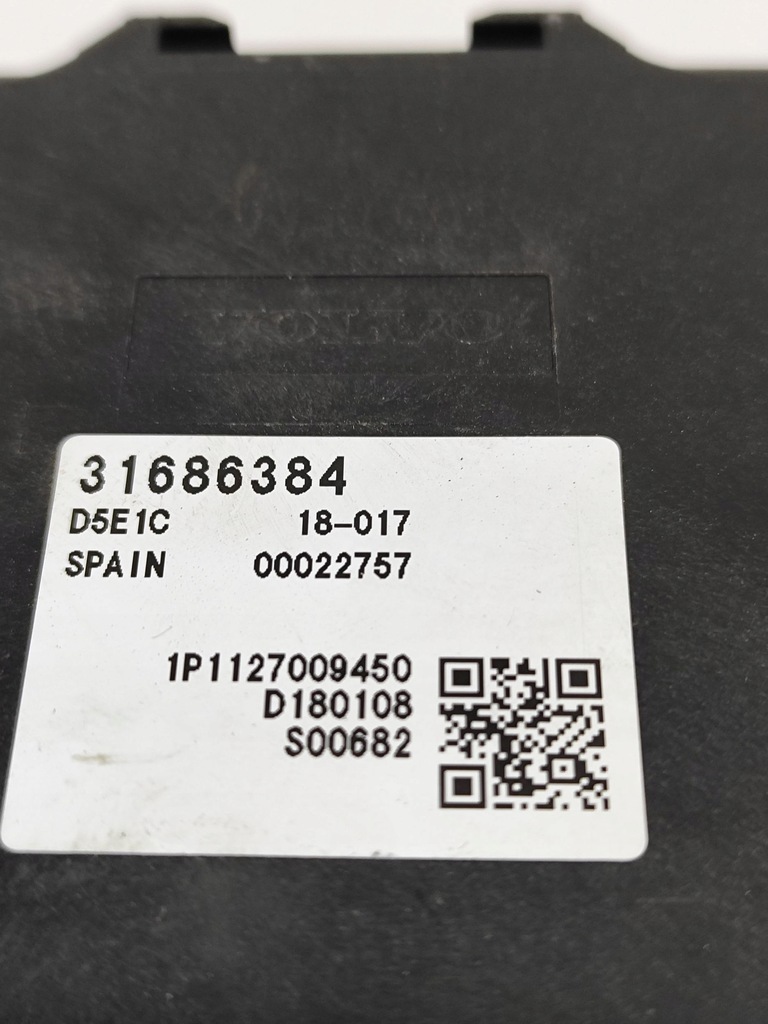 VOLVO
31686384
D5E1C 18-017
SPAIN 00022757
1P1127009450
D180108
S00682